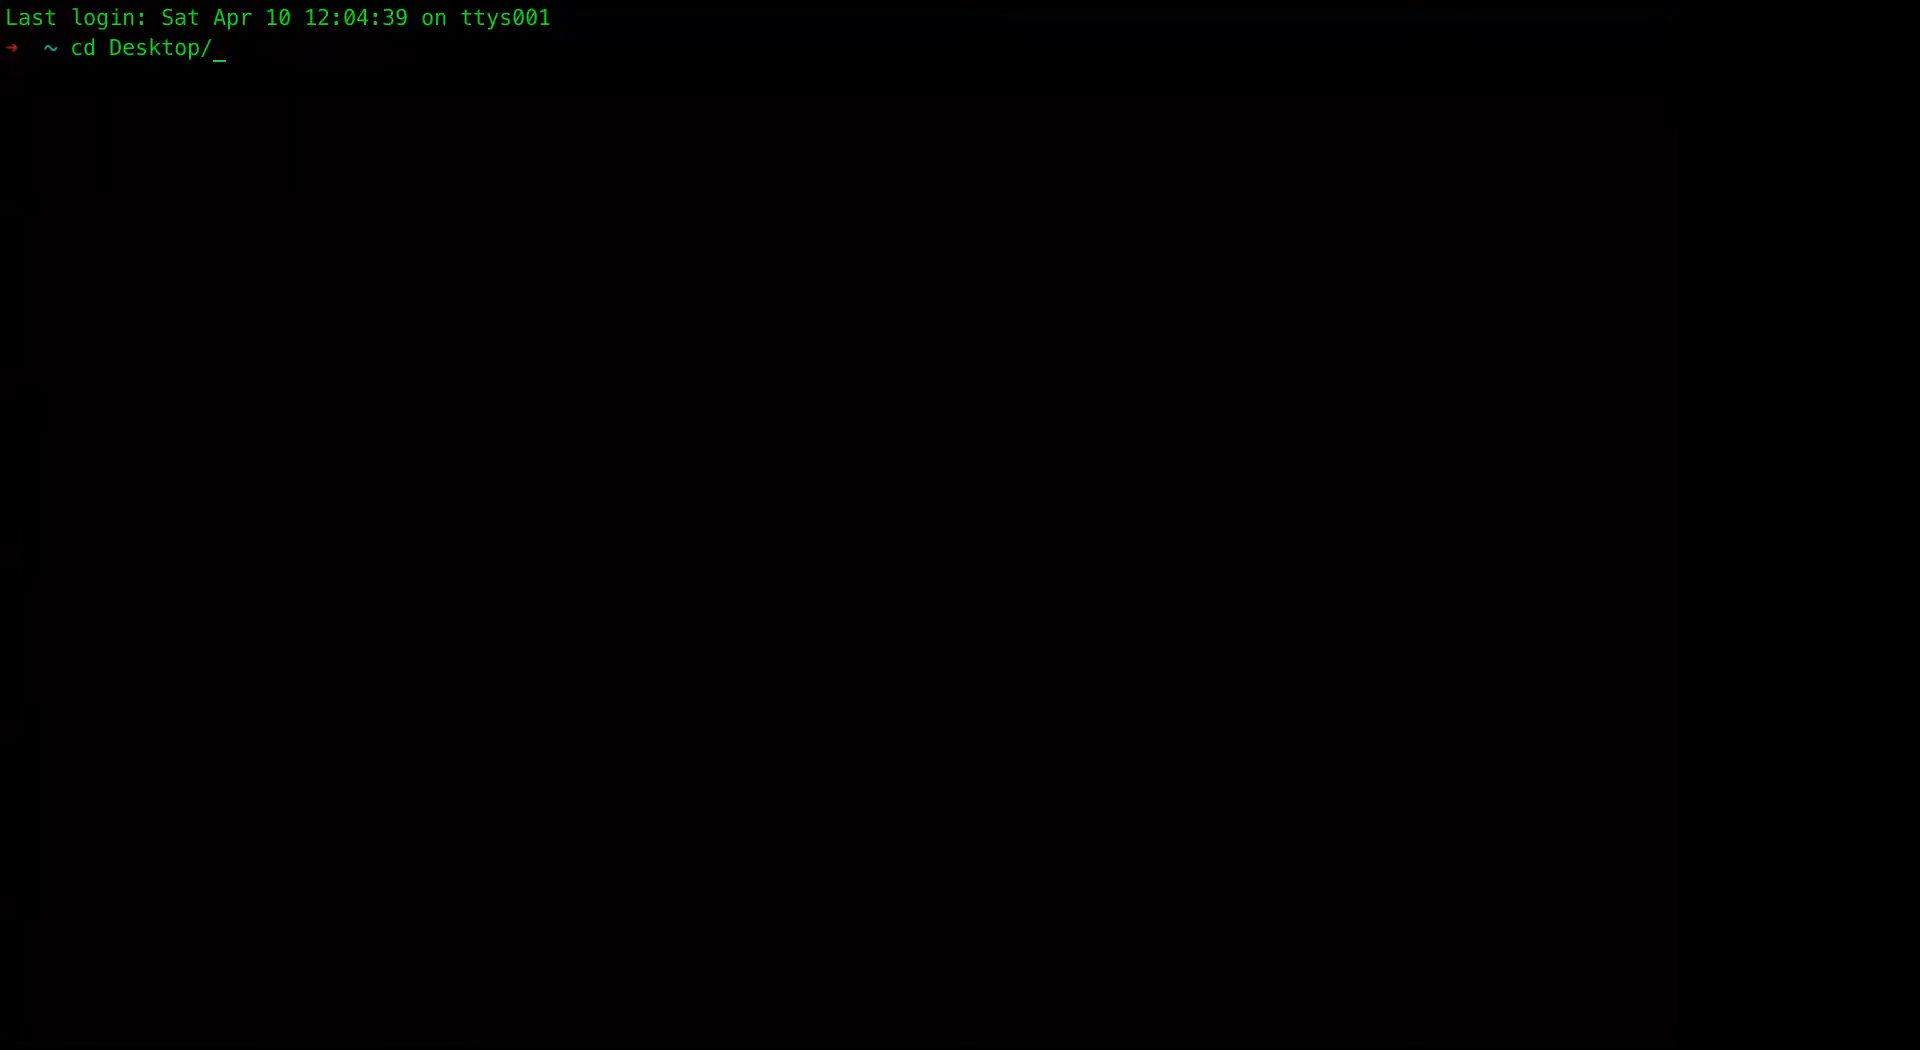 Last login: Sat Apr 10 12:04:39 on ttys001
➜  ~ cd Desktop/_